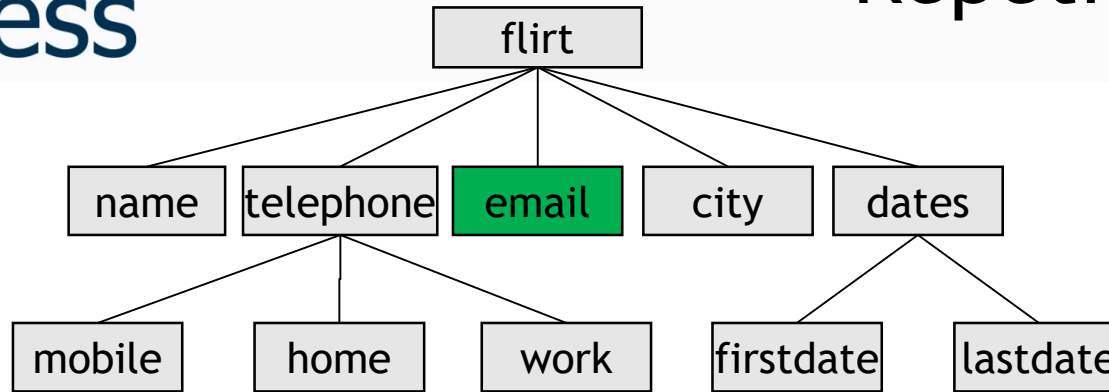 ess
flirt
name telephone email city dates
mobile home work firstdate lastdate